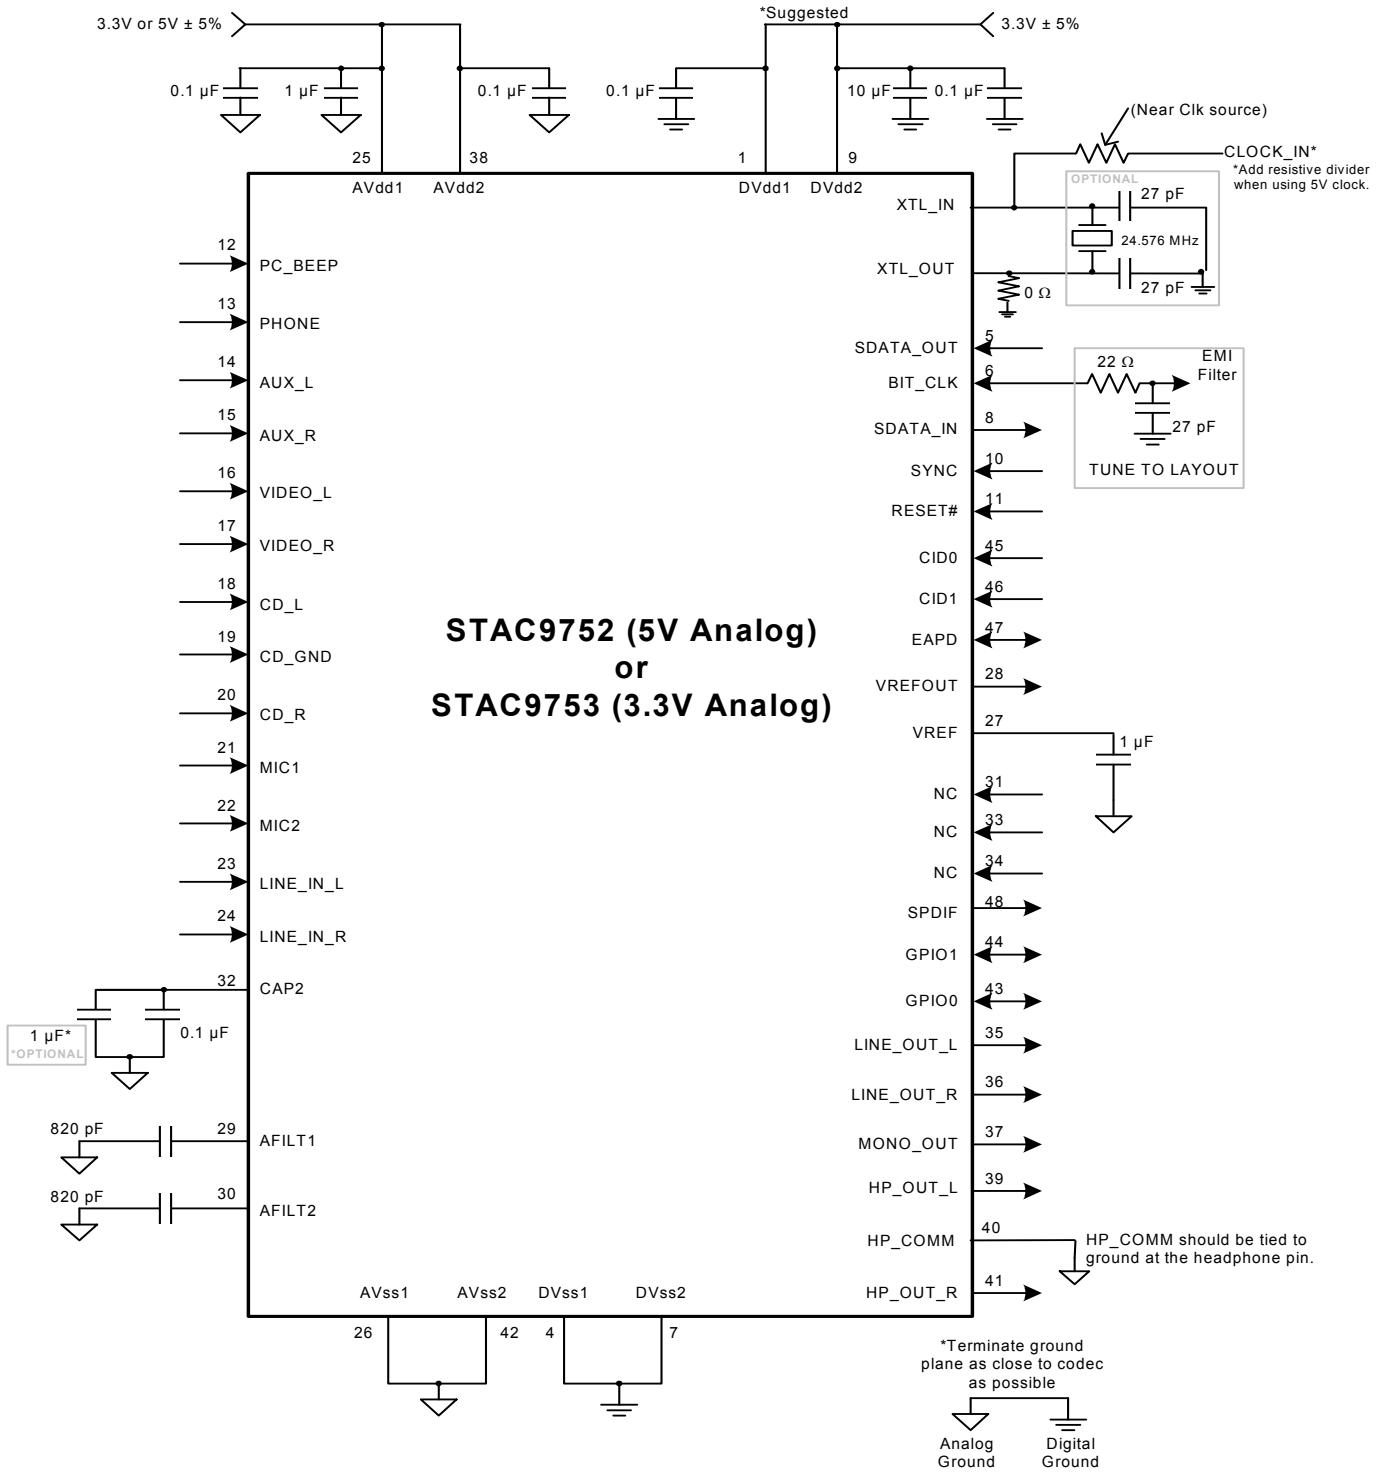 3.3V or 5V ± 5%
*Suggested
3.3V ± 5%
0.1 µF
1 µF
0.1 µF
0.1 µF
10 µF
0.1 µF
(Near Clk source)
CLOCK_IN*
*Add resistive divider
when using 5V clock.
25
38
1
9
AVdd1
AVdd2
DVdd1
DVdd2
OPTIONAL
27 pF
24.576 MHz
27 pF
XTL_IN
XTL_OUT
0 Ω
12
PC_BEEP
13
PHONE
14
AUX_L
15
AUX_R
16
VIDEO_L
17
VIDEO_R
18
CD_L
19
CD_GND
20
CD_R
21
MIC1
22
MIC2
23
LINE_IN_L
24
LINE_IN_R
32
CAP2
1 µF*
*OPTIONAL
0.1 µF
820 pF
29
AFILT1
820 pF
30
AFILT2
STAC9752 (5V Analog)
or
STAC9753 (3.3V Analog)
SDATA_OUT
5
BIT_CLK
6
22 Ω
EMI
Filter
27 pF
TUNE TO LAYOUT
SDATA_IN
8
SYNC
10
RESET#
11
CID0
45
CID1
46
EAPD
47
VREFOUT
28
VREF
27
1 µF
NC
31
NC
33
NC
34
SPDIF
48
GPIO1
44
GPIO0
43
LINE_OUT_L
35
LINE_OUT_R
36
MONO_OUT
37
HP_OUT_L
39
HP_COMM
40
HP_COMM should be tied to
ground at the headphone pin.
HP_OUT_R
41
AVss1
AVss2
DVss1
DVss2
26
42
4
7
*Terminate ground
plane as close to codec
as possible
Analog
Ground
Digital
Ground